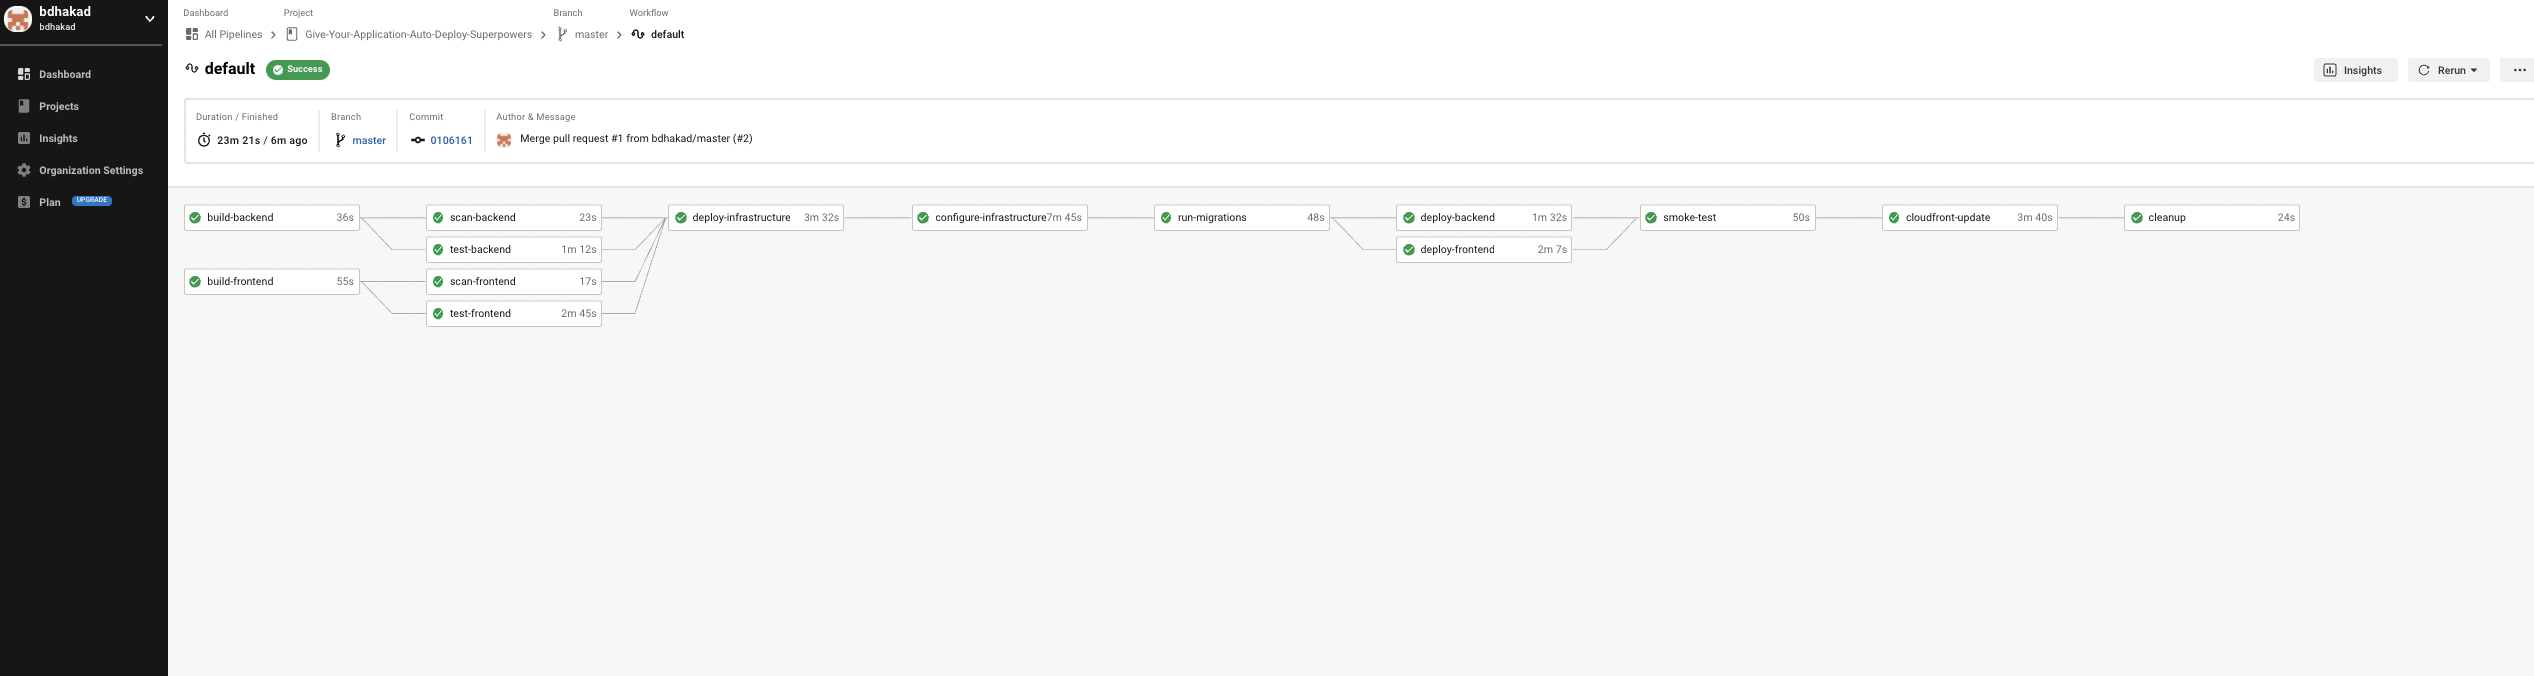 bdhakad
bdhakad
Dashboard
Projects
Insights
Organization Settings
Plan UPGRADE
Dashboard Project Branch Workflow
All Pipelines Give-Your-Application-Auto-Deploy-Superpowers master default
default Success
Insights Rerun
Duration / Finished Branch Commit Author & Message
23m 21s / 6m ago master 0106161 Merge pull request #1 from bdhakad/master (#2)
build-backend 36s scan-backend 23s deploy-infrastructure 3m 32s configure-infrastructure 7m 45s run-migrations 48s deploy-backend 1m 32s smoke-test 50s cloudfront-update 3m 40s cleanup 24s
test-backend 1m 12s deploy-frontend 2m 7s
build-frontend 55s scan-frontend 17s
test-frontend 2m 45s